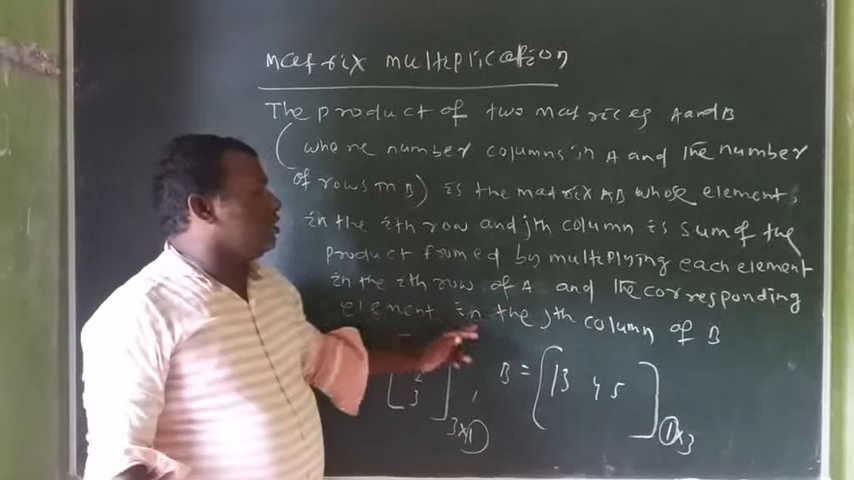 matrix multiplication
The product of two matrices A and B
(where number columns in A and the number
of rows in B) is the matrix AB whose element
in the ith row and jth column is sum of the
product formed by multiplying each element
in the ith row of A and the corresponding
element in the jth column of B
[ 2 3 ] 3x1 , B = [ 13 4 5 ] 1x3